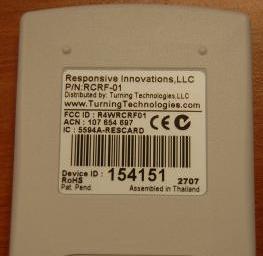 Responsive Innovations,LLC
P/N:RCRF-01
Distributed by: Turning Technologies,LLC
www.TurningTechnologies.com
FCC ID : R4WRCRF01
ACN : 107 654 697
IC : 5594A-RESCARD
CE
Device ID : 154151
RoHS 2707
Pat. Pend. Assembled in Thailand